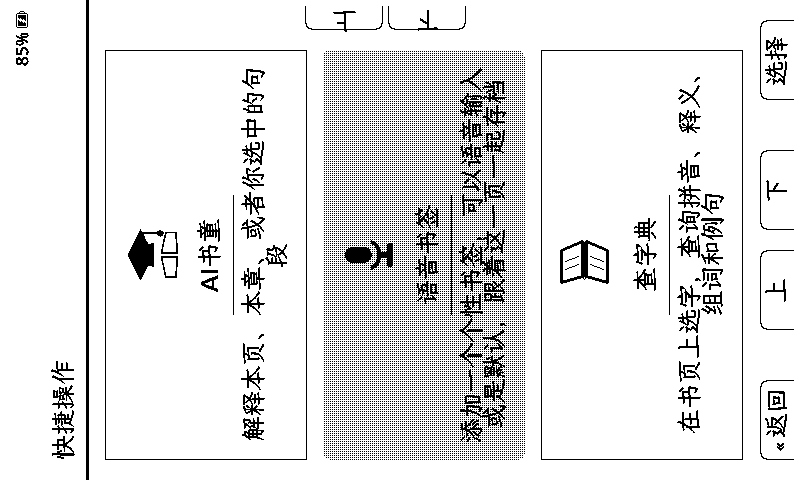 85%
快捷操作
AI书童
解释本页、本章、或者你选中的句
段
语音书签
添加一个个性书签，可以语音输入
或是默认，跟着这一页一起存档
查字典
在书页上选字，查询拼音、释义、
组词和例句
« 返回
上
下
选择